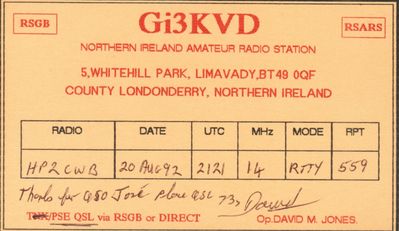 RSGB Gi3KVD RSARS
NORTHERN IRELAND AMATEUR RADIO STATION
5,WHITEHILL PARK, LIMAVADY,BT49 0QF
COUNTY LONDONDERRY, NORTHERN IRELAND
RADIO DATE UTC MHz MODE RPT
HP2CWB 20 AUG 92 2121 14 RTTY 559
Thanks for QSO José Please QSL 73s David
TNX/PSE QSL via RSGB or DIRECT Op.DAVID M. JONES.